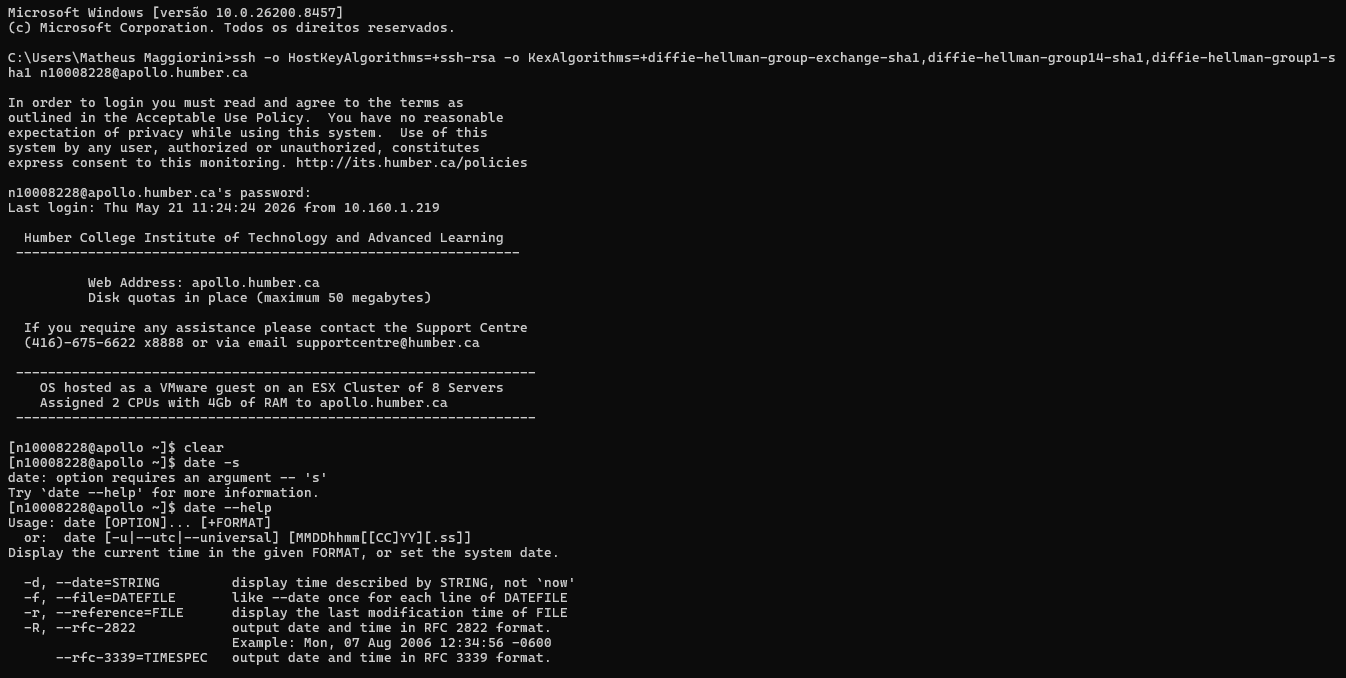 Microsoft Windows [versão 10.0.26200.8457]
(c) Microsoft Corporation. Todos os direitos reservados.
C:\Users\Matheus Maggiorini>ssh -o HostKeyAlgorithms=+ssh-rsa -o KexAlgorithms=+diffie-hellman-group-exchange-sha1,diffie-hellman-group14-sha1,diffie-hellman-group1-s
ha1 n10008228@apollo.humber.ca
In order to login you must read and agree to the terms as
outlined in the Acceptable Use Policy.  You have no reasonable
expectation of privacy while using this system.  Use of this
system by any user, authorized or unauthorized, constitutes
express consent to this monitoring. http://its.humber.ca/policies
n10008228@apollo.humber.ca's password:
Last login: Thu May 21 11:24:24 2026 from 10.160.1.219
  Humber College Institute of Technology and Advanced Learning
 ---------------------------------------------------------------
          Web Address: apollo.humber.ca
          Disk quotas in place (maximum 50 megabytes)
  If you require any assistance please contact the Support Centre
  (416)-675-6622 x8888 or via email supportcentre@humber.ca
 -----------------------------------------------------------------
    OS hosted as a VMware guest on an ESX Cluster of 8 Servers
    Assigned 2 CPUs with 4Gb of RAM to apollo.humber.ca
 -----------------------------------------------------------------
[n10008228@apollo ~]$ clear
[n10008228@apollo ~]$ date -s
date: option requires an argument -- 's'
Try `date --help' for more information.
[n10008228@apollo ~]$ date --help
Usage: date [OPTION]... [+FORMAT]
  or:  date [-u|--utc|--universal] [MMDDhhmm[[CC]YY][.ss]]
Display the current time in the given FORMAT, or set the system date.
  -d, --date=STRING         display time described by STRING, not `now'
  -f, --file=DATEFILE       like --date once for each line of DATEFILE
  -r, --reference=FILE      display the last modification time of FILE
  -R, --rfc-2822            output date and time in RFC 2822 format.
                            Example: Mon, 07 Aug 2006 12:34:56 -0600
      --rfc-3339=TIMESPEC   output date and time in RFC 3339 format.